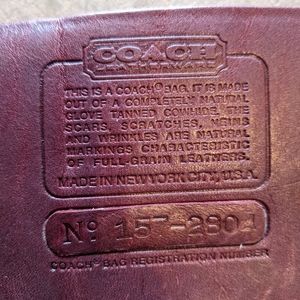 COACH
LEATHERWARE
THIS IS A COACH® BAG. IT IS MADE
OUT OF A COMPLETELY NATURAL
GLOVE TANNED COWHIDE. THE
SCARS, SCRATCHES, VEINS
AND WRINKLES ARE NATURAL
MARKINGS CHARACTERISTIC
OF FULL-GRAIN LEATHERS.
MADE IN NEW YORK CITY, U.S.A.
No 157-2804
COACH® BAG REGISTRATION NUMBER